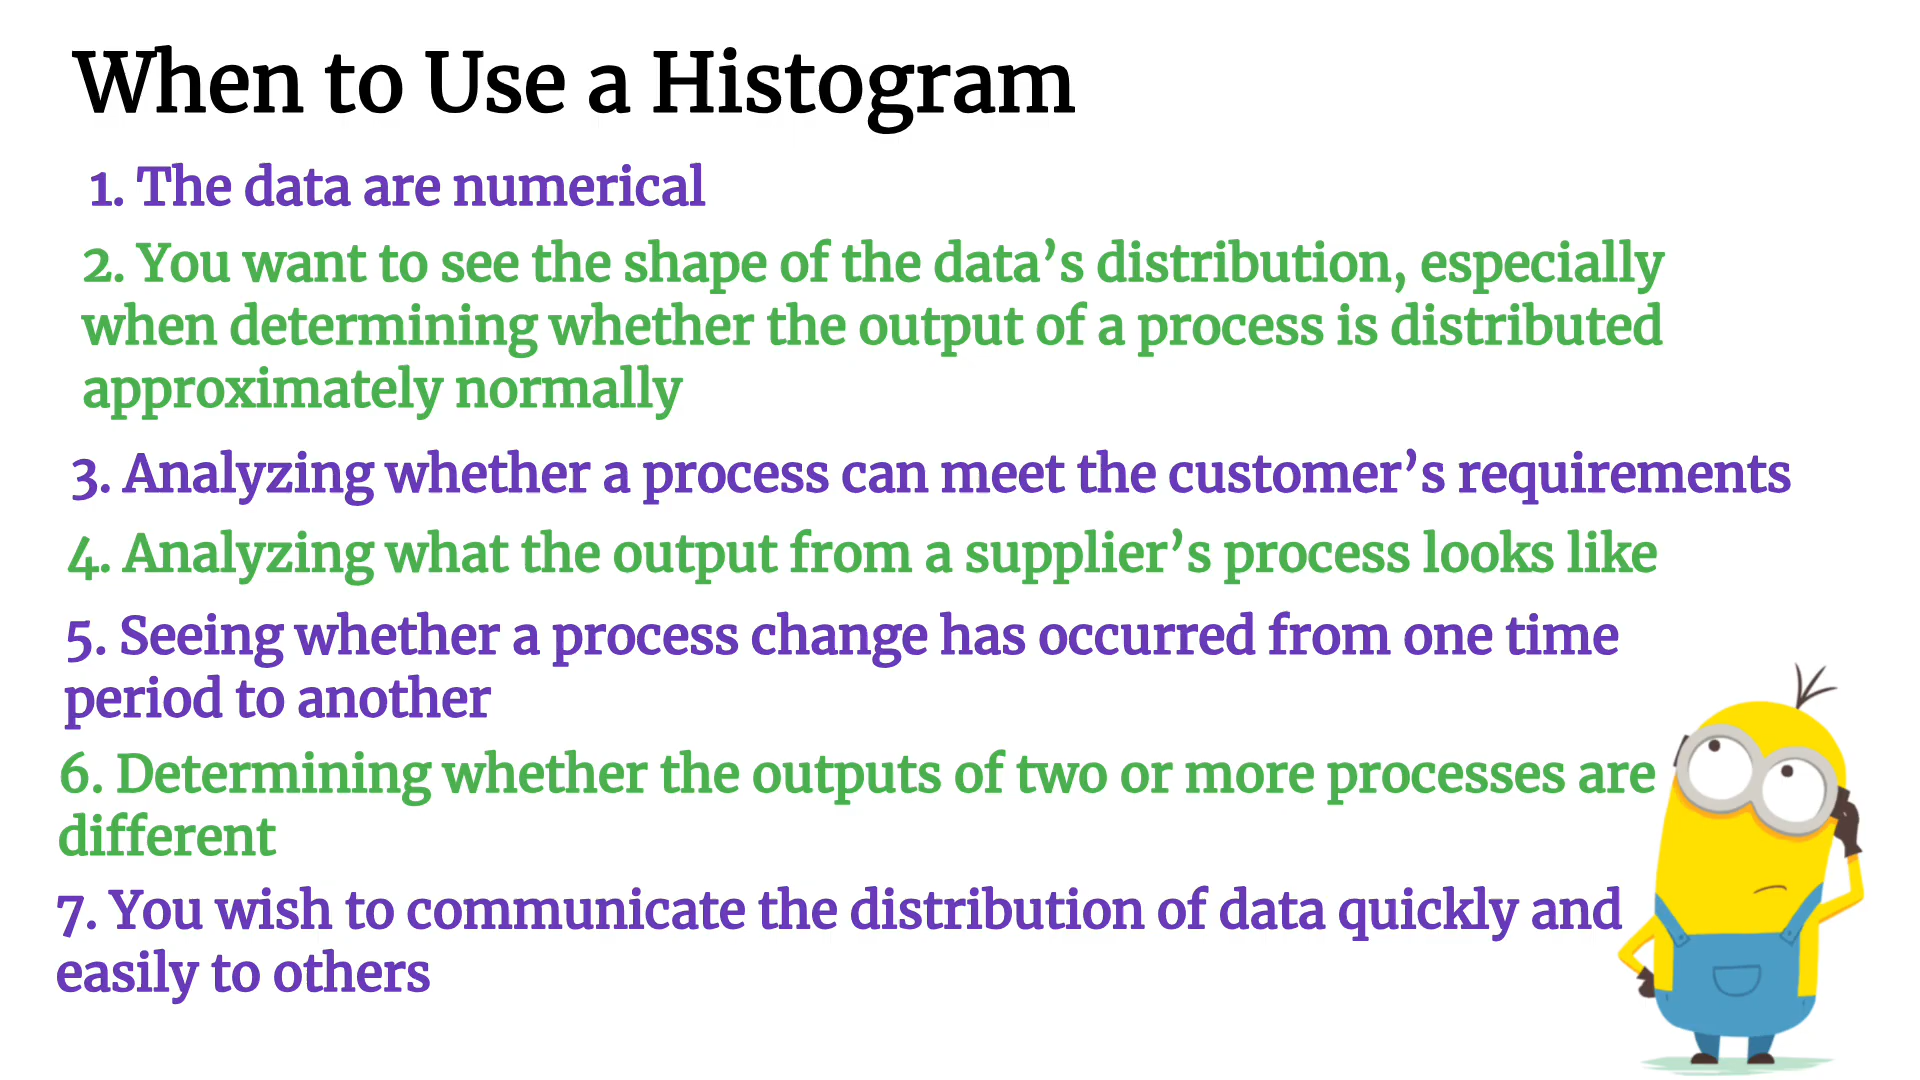 When to Use a Histogram
1. The data are numerical
2. You want to see the shape of the data’s distribution, especially
when determining whether the output of a process is distributed
approximately normally
3. Analyzing whether a process can meet the customer’s requirements
4. Analyzing what the output from a supplier’s process looks like
5. Seeing whether a process change has occurred from one time
period to another
6. Determining whether the outputs of two or more processes are
different
7. You wish to communicate the distribution of data quickly and
easily to others